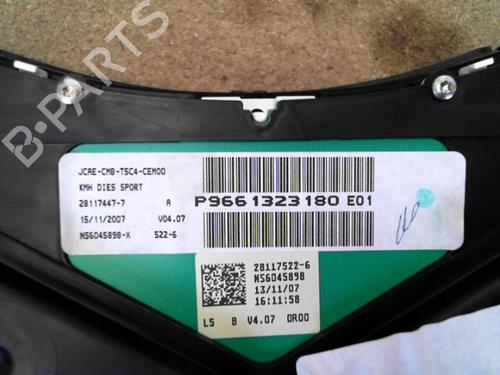 B-PARTS
JCAE-CMB-T5C4-CEM00
KMH DIES SPORT
28117447-7 A
15/11/2007 V04.07
NS6045898-X 522-6
P9661323180 E01
28117522-6
NS6045898
13/11/07
16:11:58
L5 B V4.07 0R00